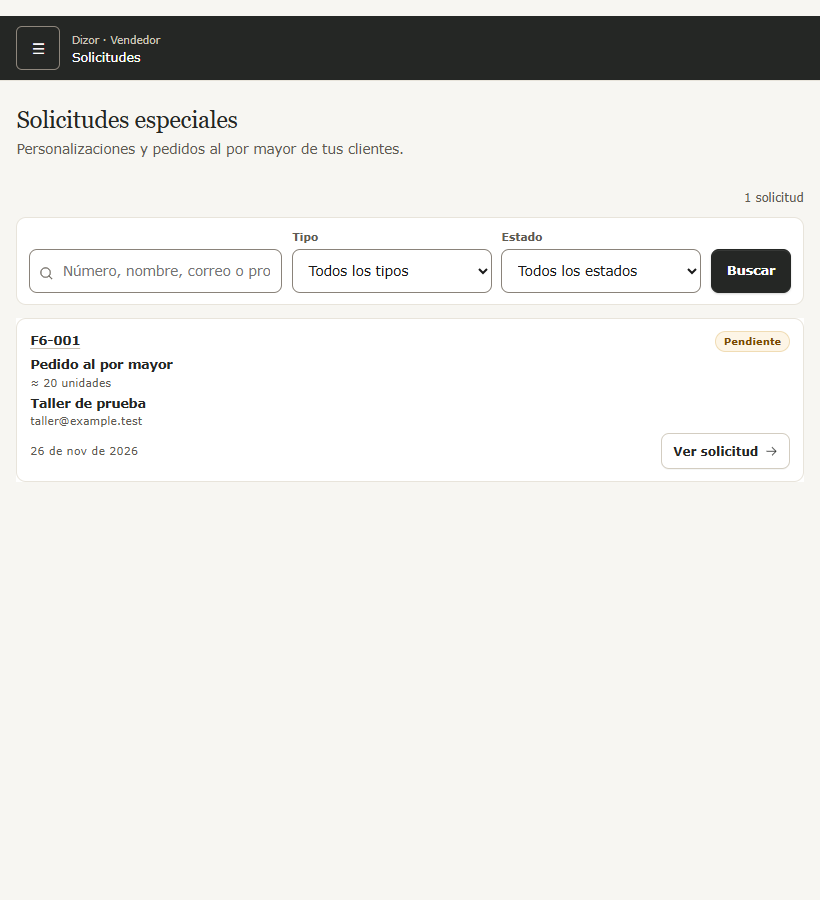 ☰
Dizor · Vendedor
Solicitudes
Solicitudes especiales
Personalizaciones y pedidos al por mayor de tus clientes.
1 solicitud
Tipo
Estado
Número, nombre, correo o pro
Todos los tipos
Todos los estados
Buscar
F6-001
Pendiente
Pedido al por mayor
≈ 20 unidades
Taller de prueba
taller@example.test
26 de nov de 2026
Ver solicitud →